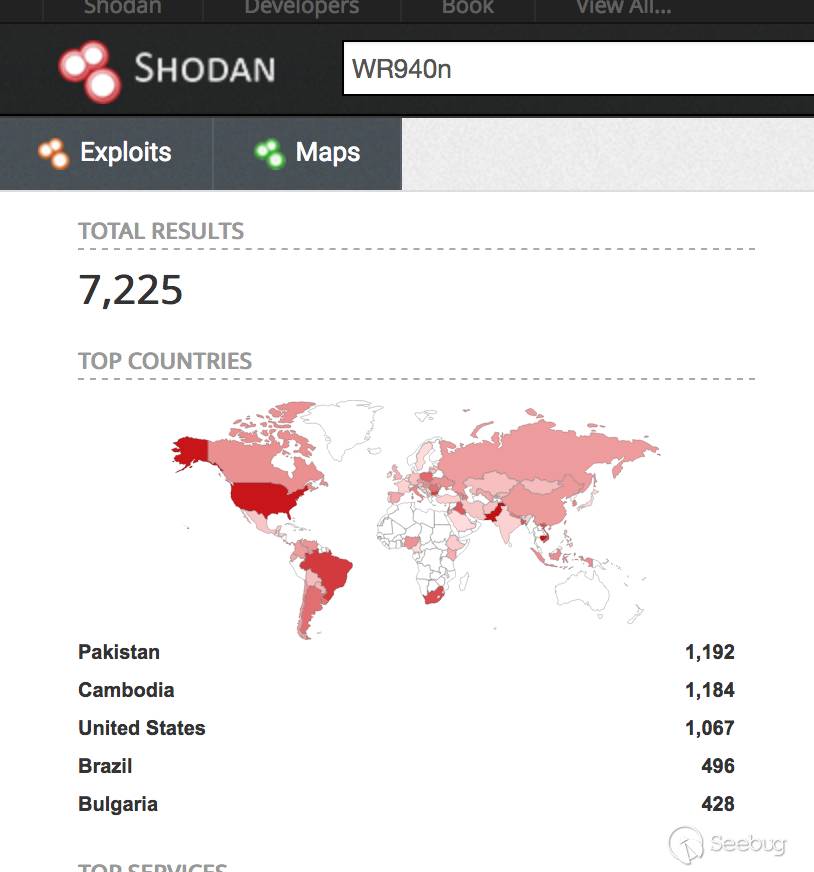 Shodan Developers Book View All...
SHODAN WR940n
Exploits Maps
TOTAL RESULTS
7,225
TOP COUNTRIES
Pakistan 1,192
Cambodia 1,184
United States 1,067
Brazil 496
Bulgaria 428
TOP SERVICES
Seebug